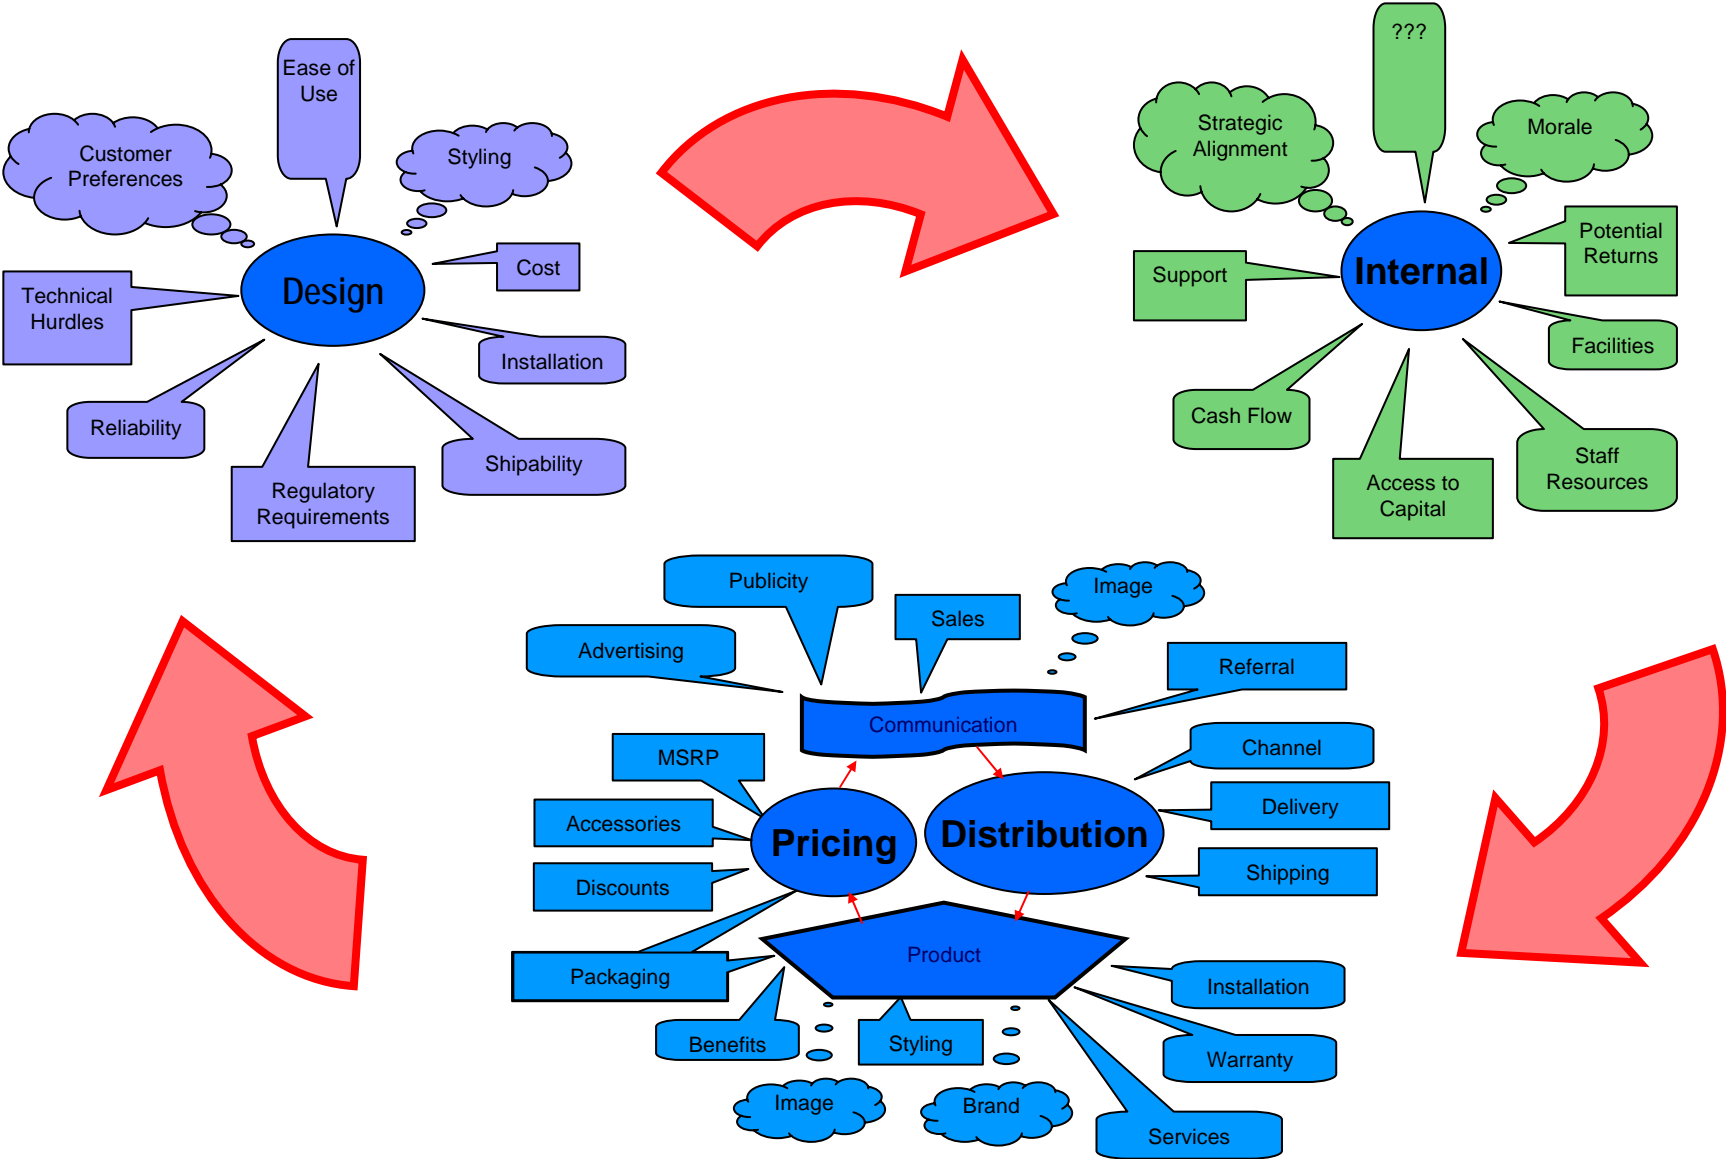 Ease of
Use
Customer
Preferences
Styling
Cost
Design
Technical
Hurdles
Installation
Reliability
Shipability
Regulatory
Requirements
???
Strategic
Alignment
Morale
Potential
Returns
Internal
Support
Facilities
Cash Flow
Staff
Resources
Access to
Capital
Publicity
Image
Sales
Advertising
Referral
Communication
Channel
MSRP
Delivery
Accessories
Pricing
Distribution
Shipping
Discounts
Product
Packaging
Installation
Benefits
Styling
Warranty
Image
Brand
Services